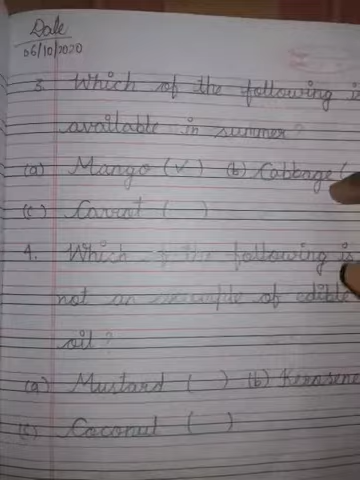 Date
06/10/2020
3. Which of the following is
available in summer?
(a) Mango (✓) (b) Cabbage (
(c) Carrot ( )
4. Which of the following is
not an example of edible
oil?
(a) Mustard ( ) (b) Kerosene
(c) Coconut ( )